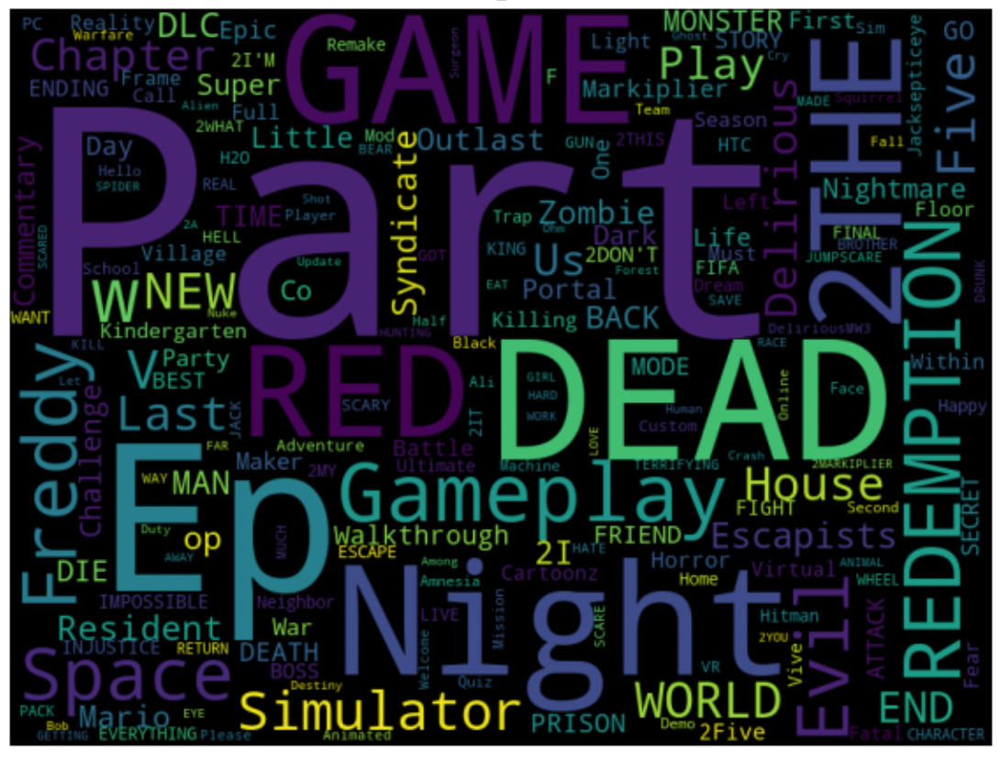 PC Reality DLC Epic GAME Surgeon Light MONSTER Ghost STORY First Sim GO
Warfare Chapter 2I'M Remake Play Cry
ENDING Frame Call Super F Markiplier MADE Squirrel Jacksepticeye Five
Alien Full Team Season
2WHAT Little Mod Outlast GUN 2THIS HTC Delirious 2THE Fall
Commentary Day H2O BEAR One
Hello SPIDER REAL Part Syndicate Nightmare
SCARED Shot Left Floor
2A TIME Player Trap Zombie Ohm Dark Life FINAL
HELL KING 2DON'T Must BROTHER
Village GOT Us FIFA JUMPSCARE
School Update EAT Portal Forest Dream SAVE DRUNK
W NEW Co
WANT Nuke Half Killing BACK REDEMPTION
Kindergarten HUNTING Black DeliriousMW3
Freddy KILL V Party RED DEAD RACE
Let BEST Ali GIRL MODE Within
Challenge Last JACK SCARY 2IT HARD Human Online Face Happy
WORK Custom
FAR Adventure Battle LOVE Crash
Ep Maker 2MY Ultimate Machine TERRIFYING 2MARKIPLIER
WAY MAN Gameplay House SECRET
FIGHT Second
Duty op MUCH Walkthrough FRIEND Escapists
AWAY ESCAPE 2I HATE
DIE Among Horror Virtual ANIMAL
Night Amnesia Cartoonz Home WHEEL
IMPOSSIBLE Neighbor LIVE Mission SCARE Hitman Evil ATTACK
Resident War
INJUSTICE RETURN DEATH Welcome 2YOU Vive Fear
Space BOSS Quiz VR
Destiny
PACK Mario EYE Simulator PRISON WORLD Demo END
Bob 2Five
GETTING EVERYTHING Please Animated Fatal CHARACTER